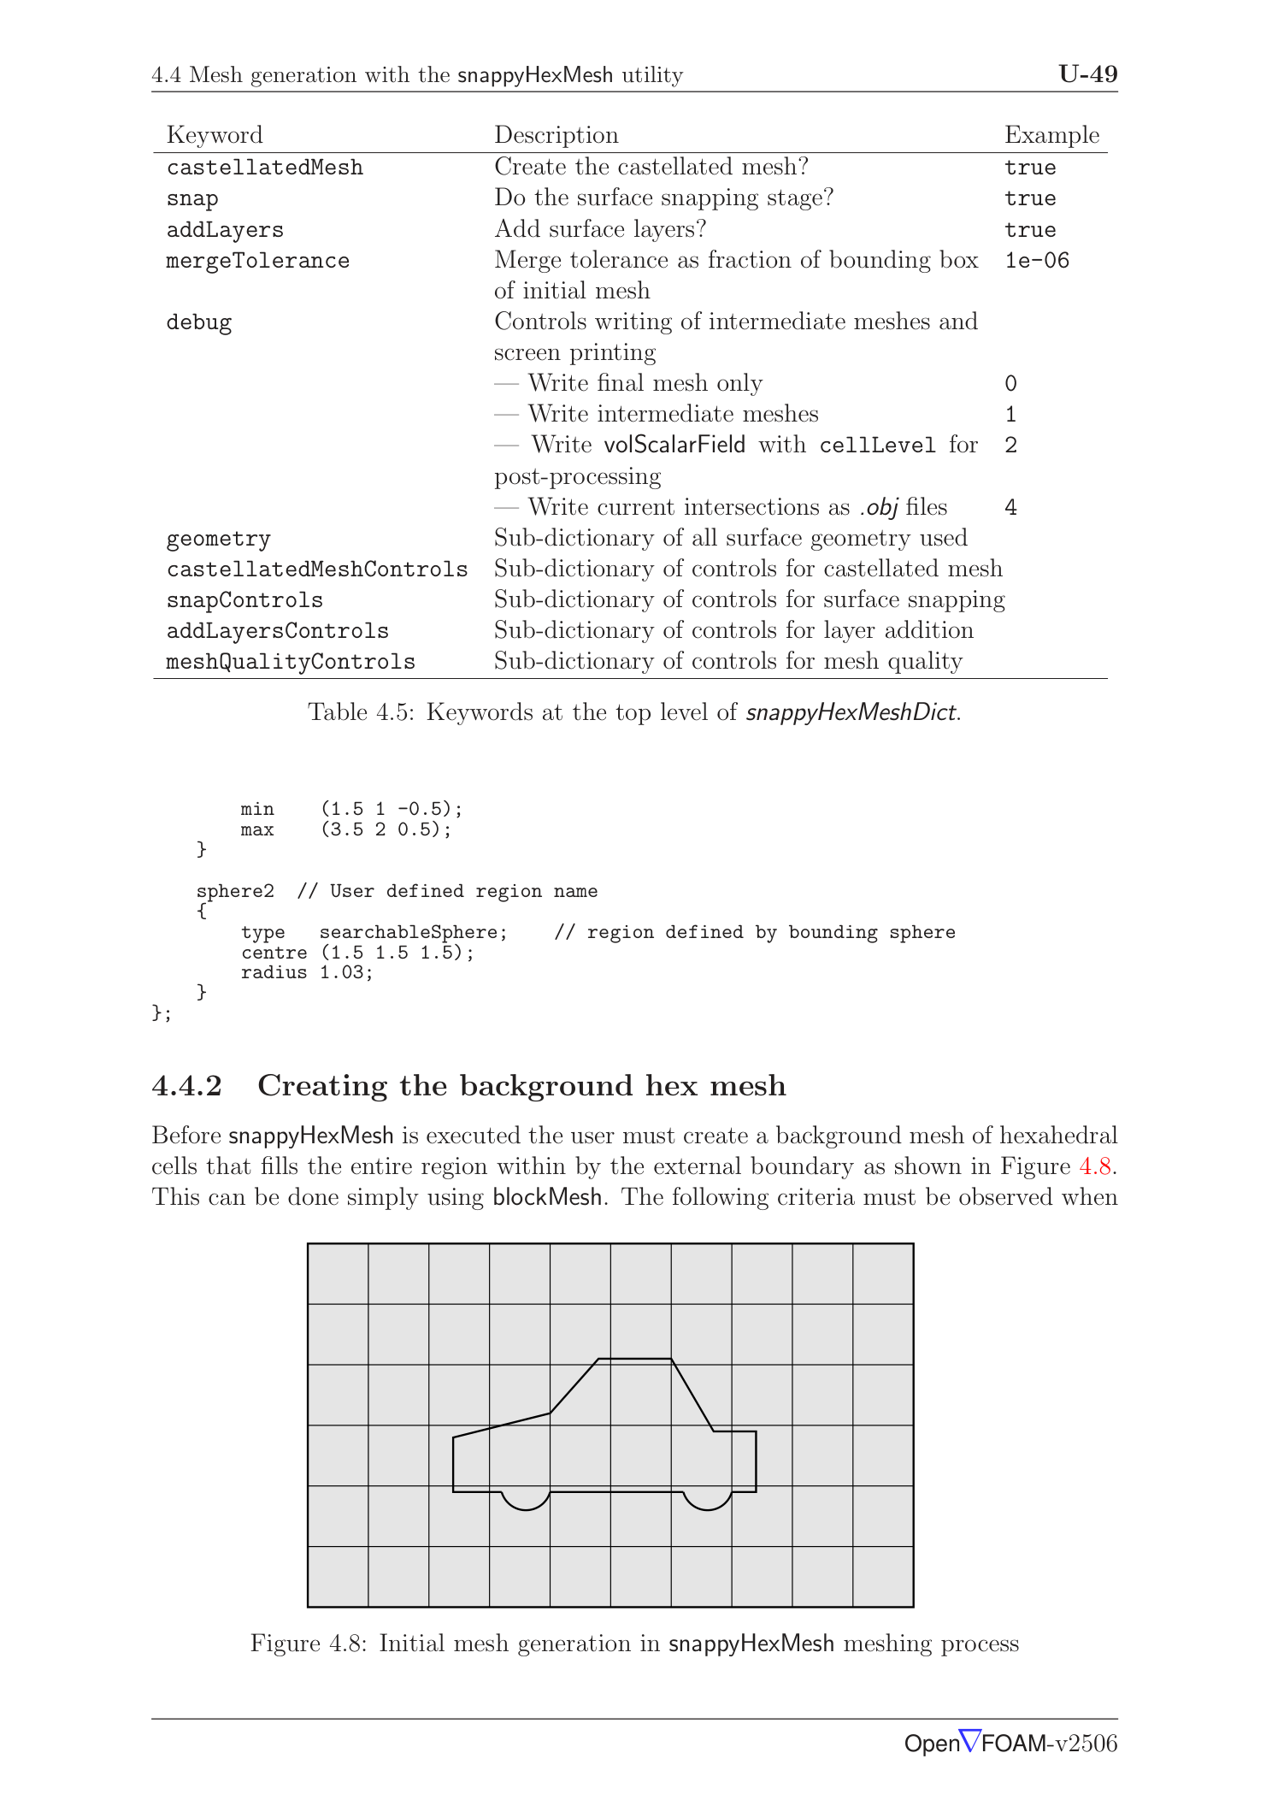 4.4 Mesh generation with the snappyHexMesh utility U-49
Keyword Description Example
castellatedMesh Create the castellated mesh? true
snap Do the surface snapping stage? true
addLayers Add surface layers? true
mergeTolerance Merge tolerance as fraction of bounding box 1e-06
of initial mesh
debug Controls writing of intermediate meshes and
screen printing
— Write final mesh only 0
— Write intermediate meshes 1
— Write volScalarField with cellLevel for 2
post-processing
— Write current intersections as .obj files 4
geometry Sub-dictionary of all surface geometry used
castellatedMeshControls Sub-dictionary of controls for castellated mesh
snapControls Sub-dictionary of controls for surface snapping
addLayersControls Sub-dictionary of controls for layer addition
meshQualityControls Sub-dictionary of controls for mesh quality
Table 4.5: Keywords at the top level of snappyHexMeshDict.
min (1.5 1 -0.5);
max (3.5 2 0.5);
}
sphere2 // User defined region name
{
type searchableSphere; // region defined by bounding sphere
centre (1.5 1.5 1.5);
radius 1.03;
}
};
4.4.2 Creating the background hex mesh
Before snappyHexMesh is executed the user must create a background mesh of hexahedral
cells that fills the entire region within by the external boundary as shown in Figure 4.8.
This can be done simply using blockMesh. The following criteria must be observed when
Figure 4.8: Initial mesh generation in snappyHexMesh meshing process
Open∇FOAM-v2506